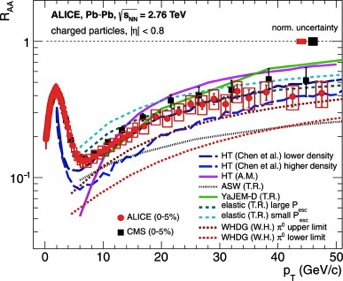 R_AA
ALICE, Pb-Pb, √s_NN = 2.76 TeV
charged particles, |η| < 0.8
norm. uncertainty
1
10⁻¹
HT (Chen et al.) lower density
HT (Chen et al.) higher density
HT (A.M.)
ASW (T.R.)
YaJEM-D (T.R.)
elastic (T.R.) large P_esc
elastic (T.R.) small P_esc
WHDG (W.H.) π⁰ upper limit
WHDG (W.H.) π⁰ lower limit
ALICE (0-5%)
CMS (0-5%)
0 10 20 30 40 50
p_T (GeV/c)